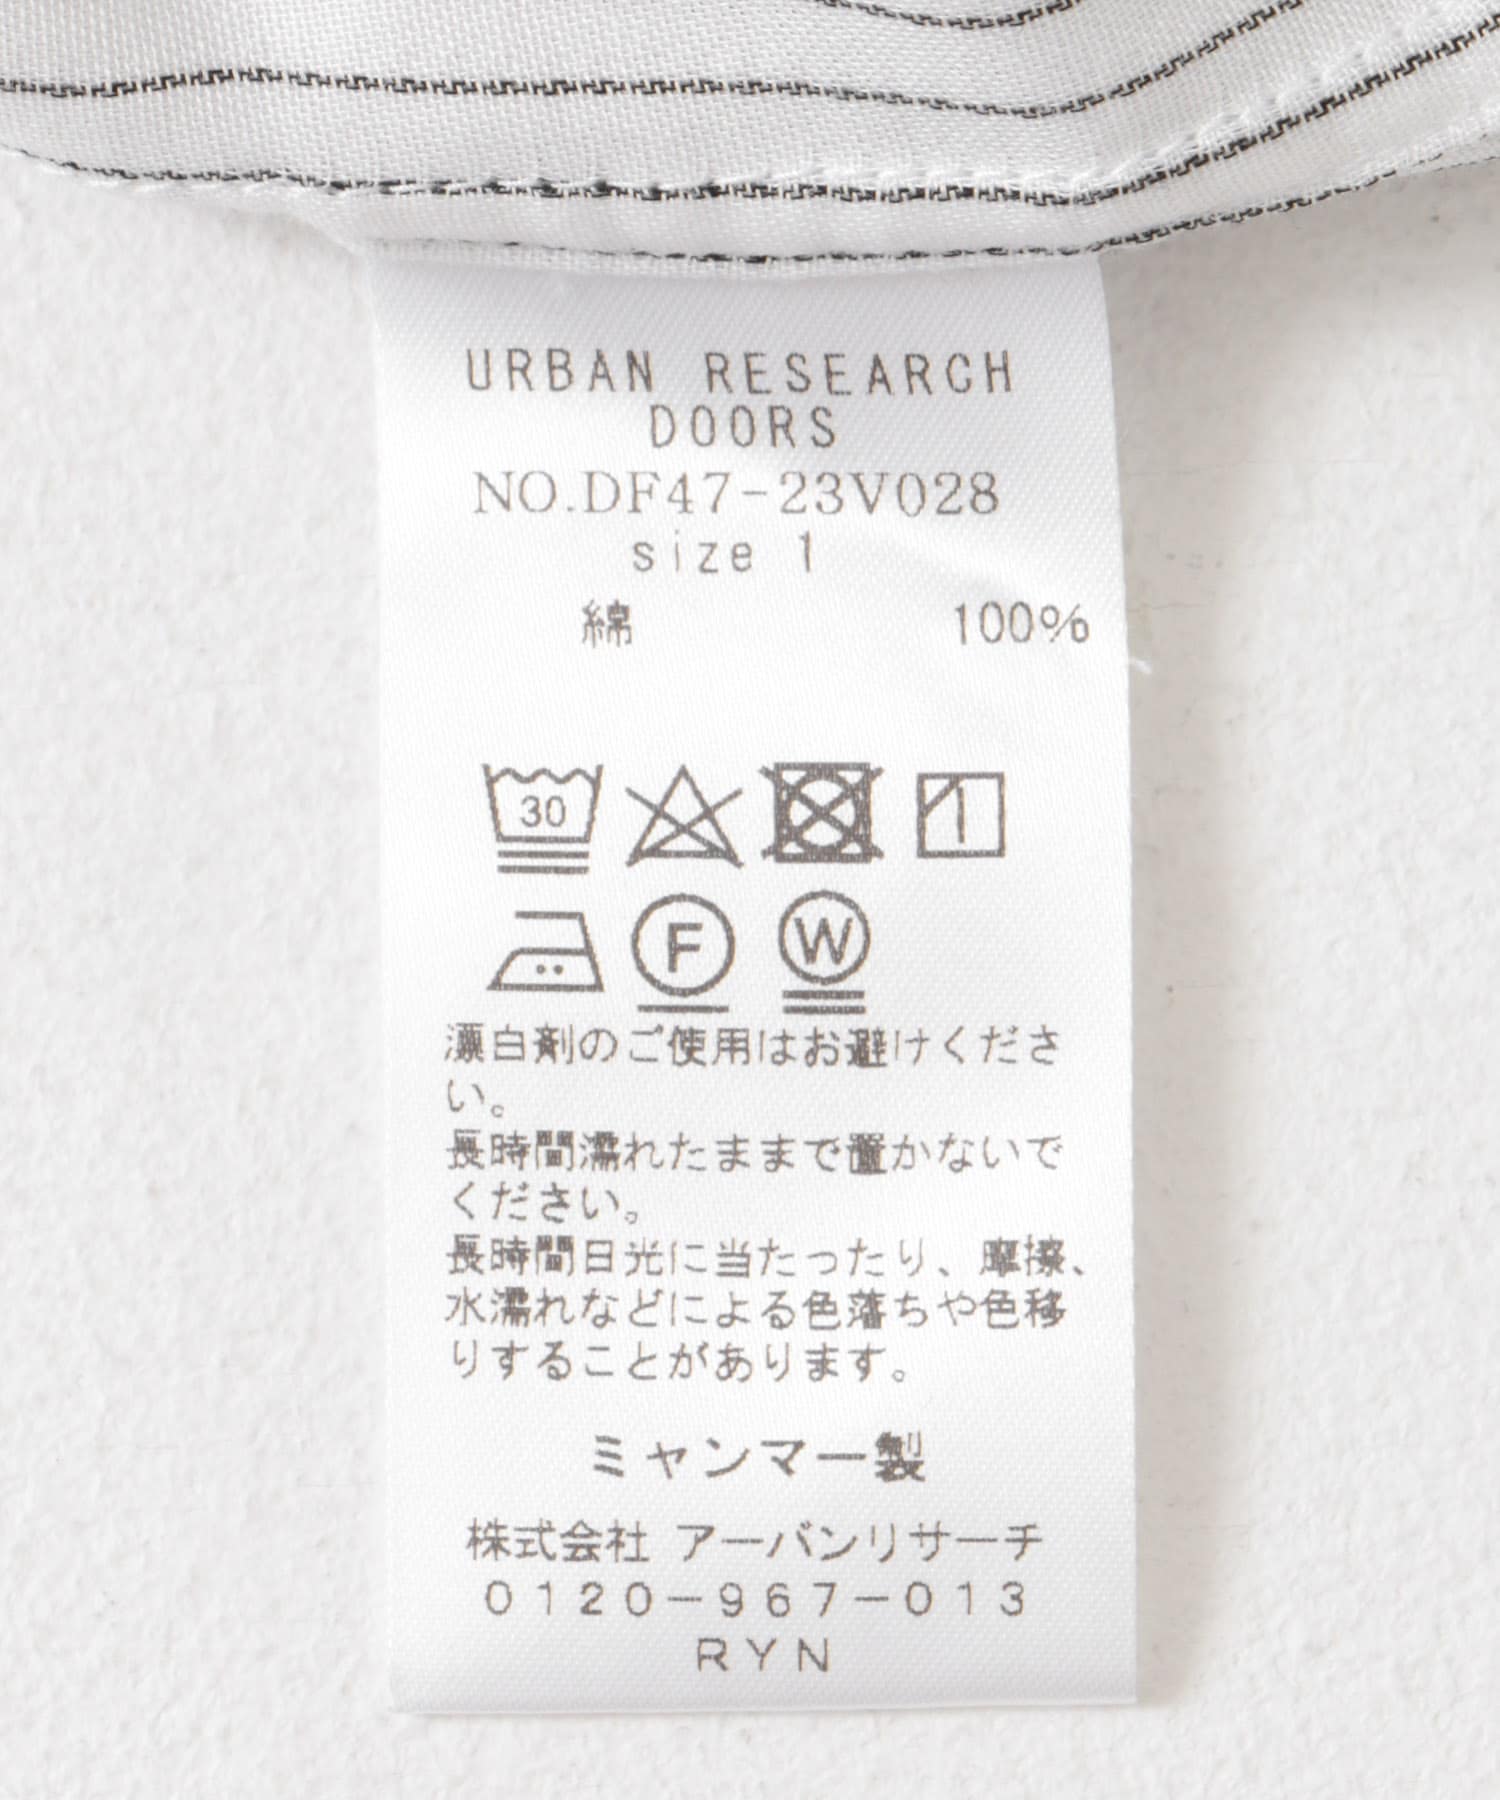 URBAN RESEARCH
DOORS
NO.DF47-23V028
size 1
綿 100%
30
F W
漂白剤のご使用はお避けくださ
い。
長時間濡れたままで置かないで
ください。
長時間日光に当たったり、摩擦、
水濡れなどによる色落ちや色移
りすることがあります。
ミャンマー製
株式会社 アーバンリサーチ
0120-967-013
RYN